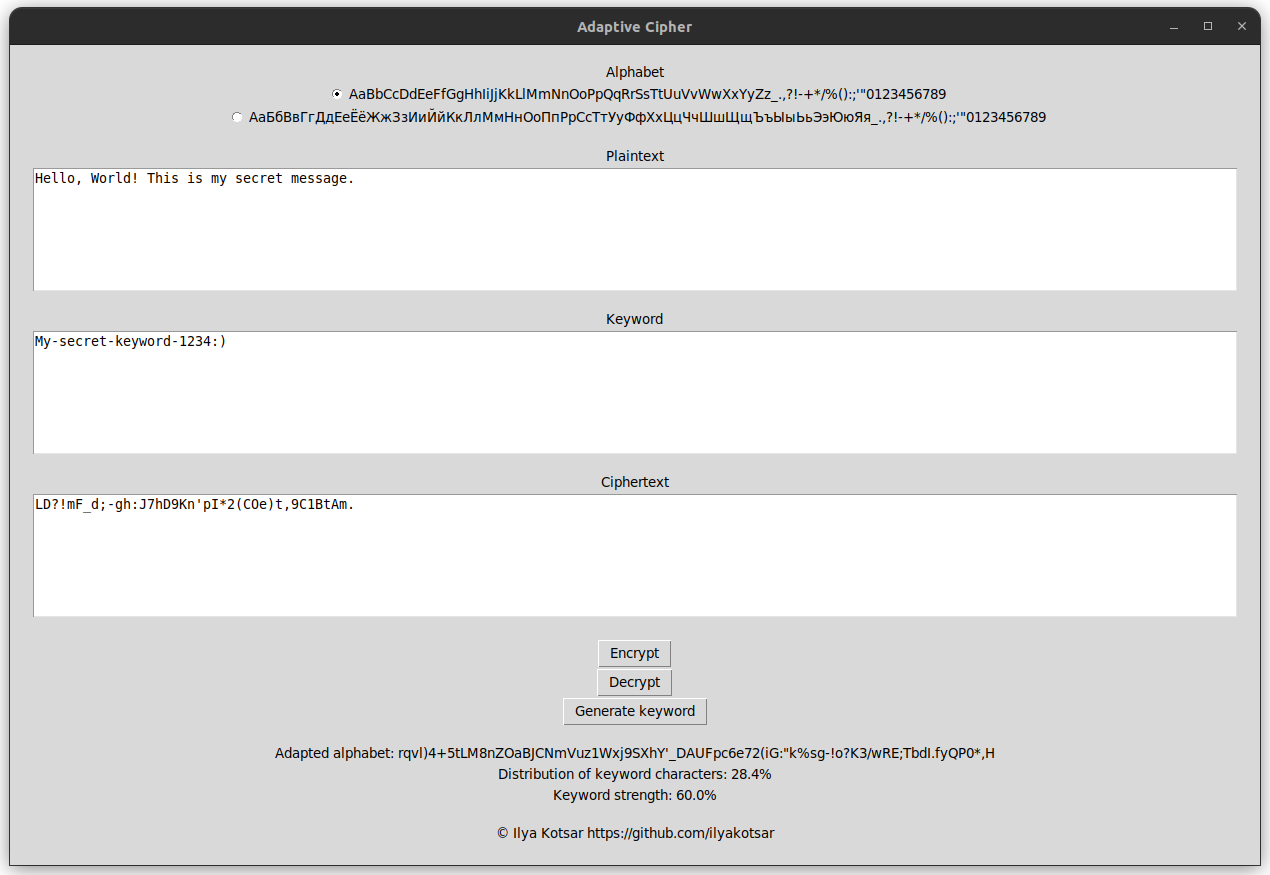 Adaptive Cipher
Alphabet
AaBbCcDdEeFfGgHhIiJjKkLlMmNnOoPpQqRrSsTtUuVvWwXxYyZz_.,?!-+*/%():;'"0123456789
АаБбВвГгДдЕеЁёЖжЗзИиЙйКкЛлМмНнОоПпРрСсТтУуФфХхЦцЧчШшЩщЪъЫыЬьЭэЮюЯя_.,?!-+*/%():;'"0123456789
Plaintext
Hello, World! This is my secret message.
Keyword
My-secret-keyword-1234:)
Ciphertext
LD?!mF_d;-gh:J7hD9Kn'pI*2(COe)t,9C1BtAm.
Encrypt
Decrypt
Generate keyword
Adapted alphabet: rqvl)4+5tLM8nZOaBJCNmVuz1Wxj9SXhY'_DAUFpc6e72(iG:"k%sg-!o?K3/wRE;TbdI.fyQP0*,H
Distribution of keyword characters: 28.4%
Keyword strength: 60.0%
© Ilya Kotsar https://github.com/ilyakotsar